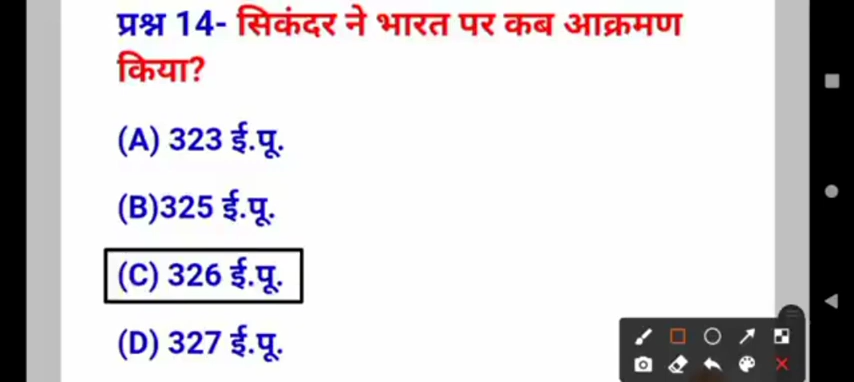 प्रश्न 14- सिकंदर ने भारत पर कब आक्रमण
किया?
(A) 323 ई.पू.
(B)325 ई.पू.
(C) 326 ई.पू.
(D) 327 ई.पू.